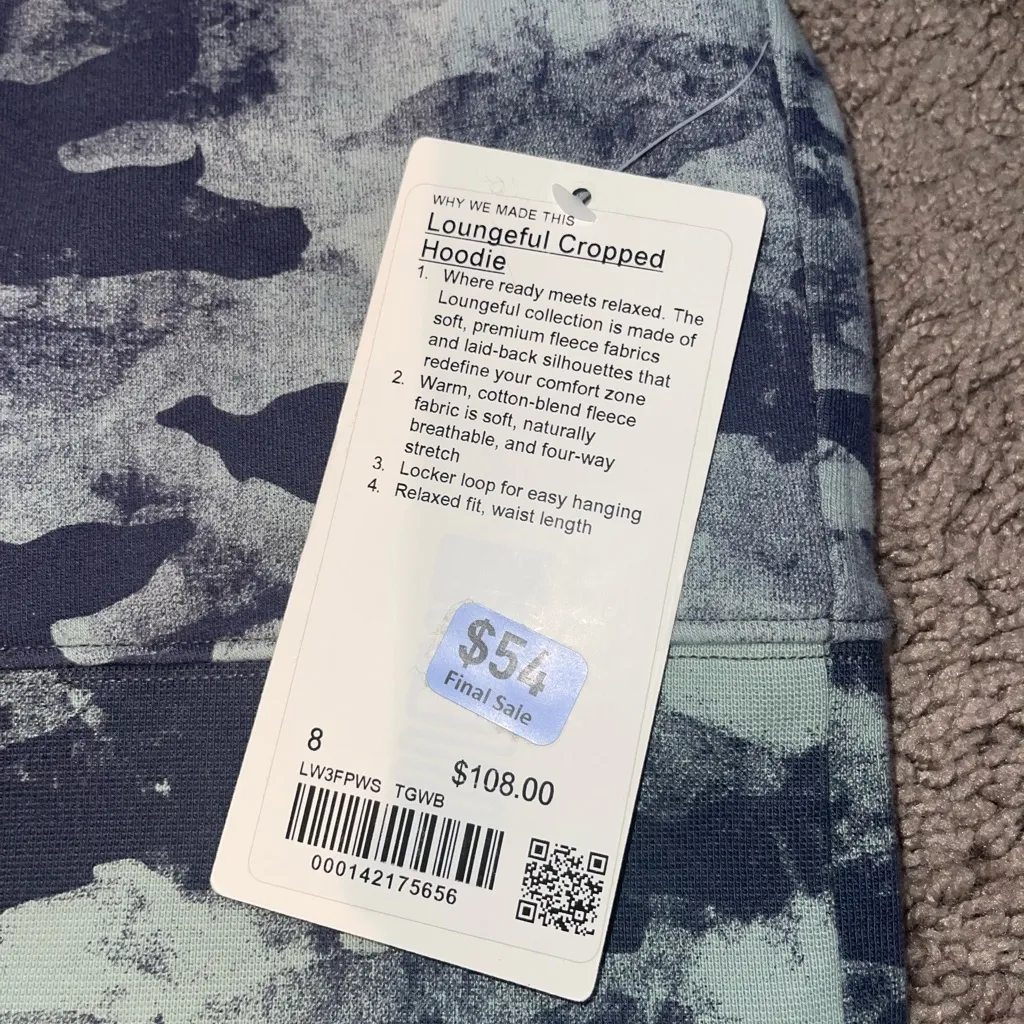 WHY WE MADE THIS
Loungeful Cropped
Hoodie
1. Where ready meets relaxed. The
Loungeful collection is made of
soft, premium fleece fabrics
and laid-back silhouettes that
redefine your comfort zone
2. Warm, cotton-blend fleece
fabric is soft, naturally
breathable, and four-way
stretch
3. Locker loop for easy hanging
4. Relaxed fit, waist length
$54
Final Sale
8
$108.00
LW3FPWS TGWB
000142175656